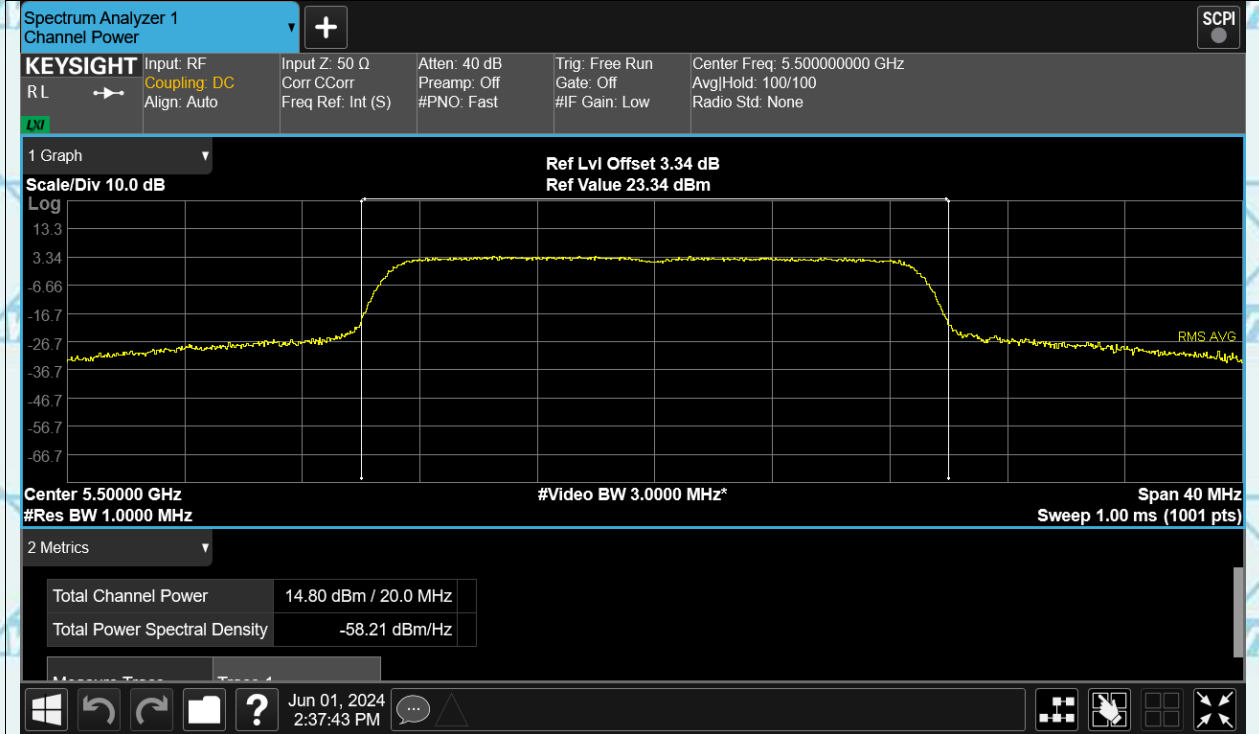 Spectrum Analyzer 1
Channel Power
SCPI
KEYSIGHT
R L
LXI
Input: RF
Coupling: DC
Align: Auto
Input Z: 50 Ω
Corr CCorr
Freq Ref: Int (S)
Atten: 40 dB
Preamp: Off
#PNO: Fast
Trig: Free Run
Gate: Off
#IF Gain: Low
Center Freq: 5.500000000 GHz
Avg|Hold: 100/100
Radio Std: None
1 Graph
Scale/Div 10.0 dB
Ref Lvl Offset 3.34 dB
Ref Value 23.34 dBm
Log
13.3
3.34
-6.66
-16.7
-26.7
-36.7
-46.7
-56.7
-66.7
RMS AVG
Center 5.50000 GHz
#Video BW 3.0000 MHz*
Span 40 MHz
#Res BW 1.0000 MHz
Sweep 1.00 ms (1001 pts)
2 Metrics
Total Channel Power 14.80 dBm / 20.0 MHz
Total Power Spectral Density -58.21 dBm/Hz
Measure Trace Trace 1
?
Jun 01, 2024
2:37:43 PM